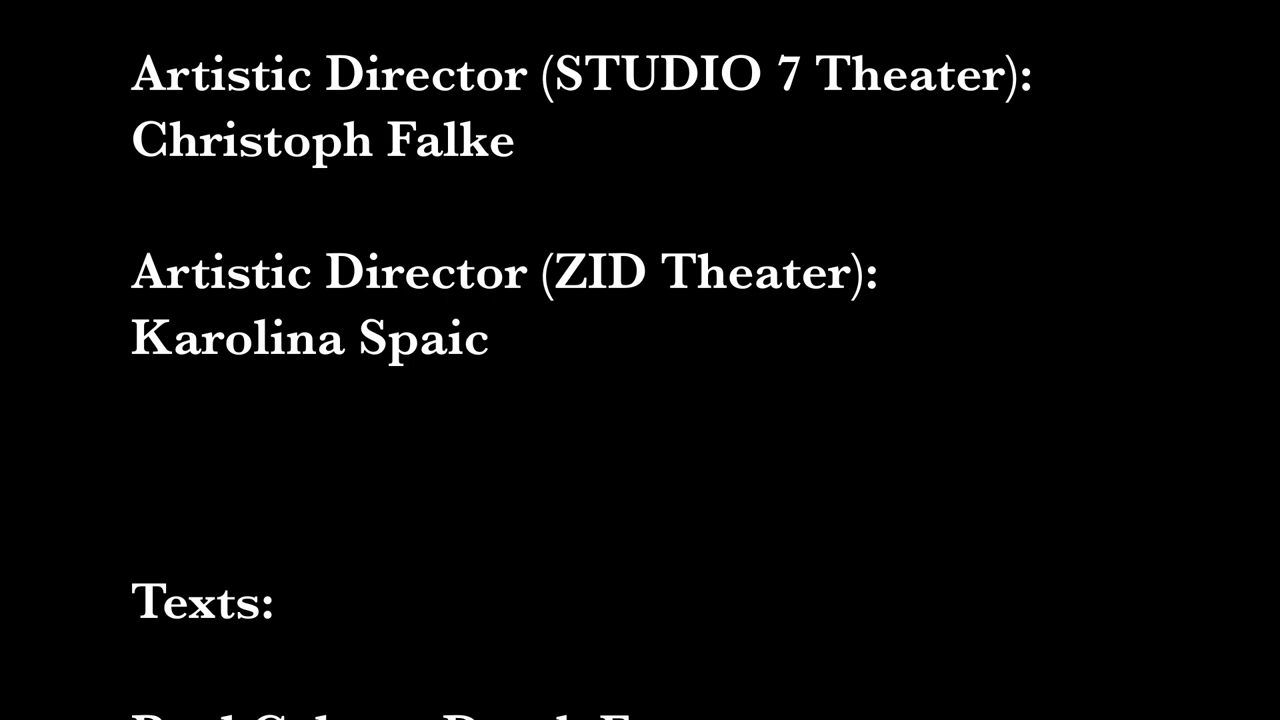 Artistic Director (STUDIO 7 Theater):
Christoph Falke
Artistic Director (ZID Theater):
Karolina Spaic
Texts: